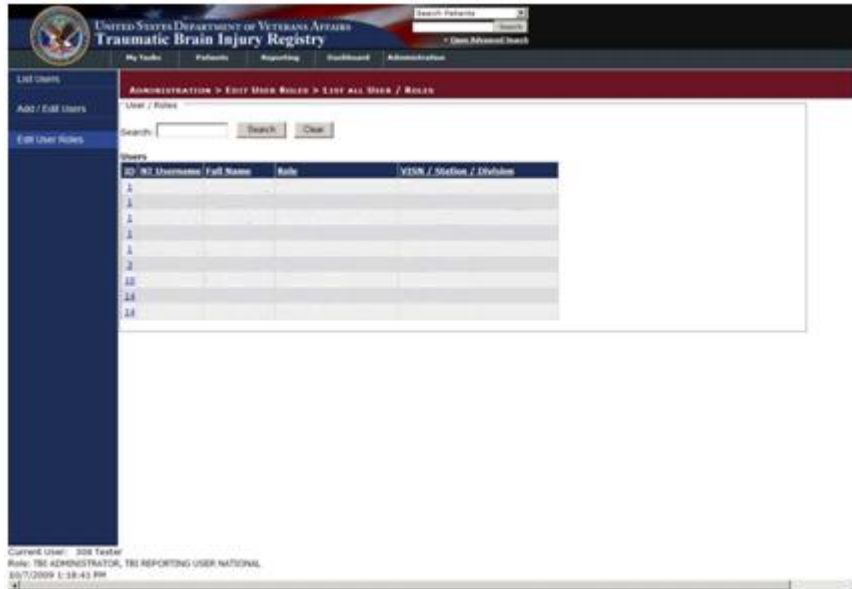 Search Patients
UNITED STATES DEPARTMENT OF VETERANS AFFAIRS
Search
Traumatic Brain Injury Registry
Open Advanced Search
My Tasks Patients Reporting Dashboard Administration
List Users
ADMINISTRATION > EDIT USER ROLES > LIST ALL USER / ROLES
Add / Edit Users
User / Roles
Edit User Roles
Search: Search Clear
Users
ID NT Username Full Name Role VISN / Station / Division
1
1
1
1
1
3
10
14
14
Current User: Tester
Role: TBI ADMINISTRATOR, TBI REPORTING USER NATIONAL
10/7/2009 1:18:43 PM